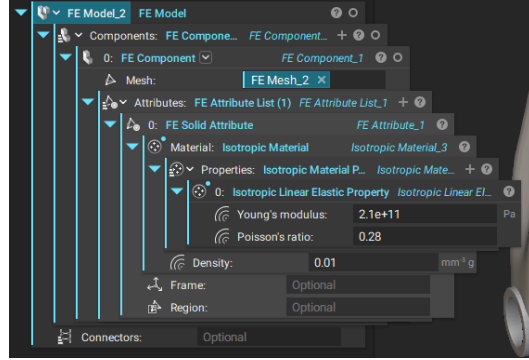 FE Model_2 FE Model
Components: FE Compone... FE Component...
0: FE Component FE Component_1
Mesh: FE Mesh_2
Attributes: FE Attribute List (1) FE Attribute List_1
0: FE Solid Attribute FE Attribute_1
Material: Isotropic Material Isotropic Material_3
Properties: Isotropic Material P... Isotropic Mate...
0: Isotropic Linear Elastic Property Isotropic Linear El...
Young's modulus: 2.1e+11 Pa
Poisson's ratio: 0.28
Density: 0.01 mm⁻³ g
Frame: Optional
Region: Optional
Connectors: Optional